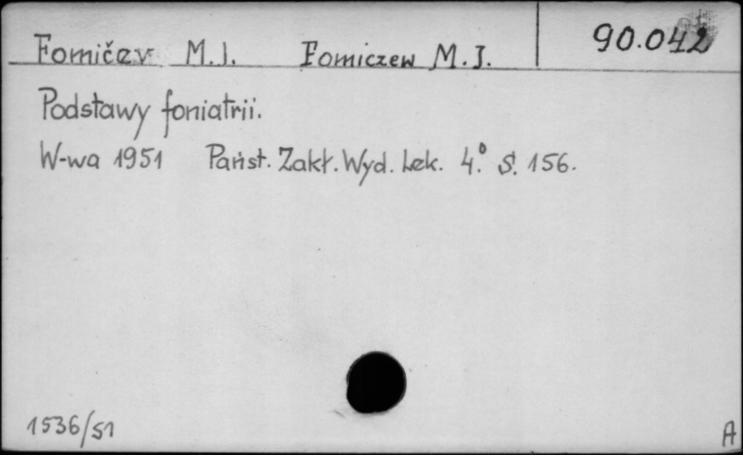 Fomičev M.I. Fomiczew M.J. 90.042
Podstawy foniatrii.
W-wa 1951 Państ. Zakł. Wyd. Lek. 4.° S. 156.
1536/51
A